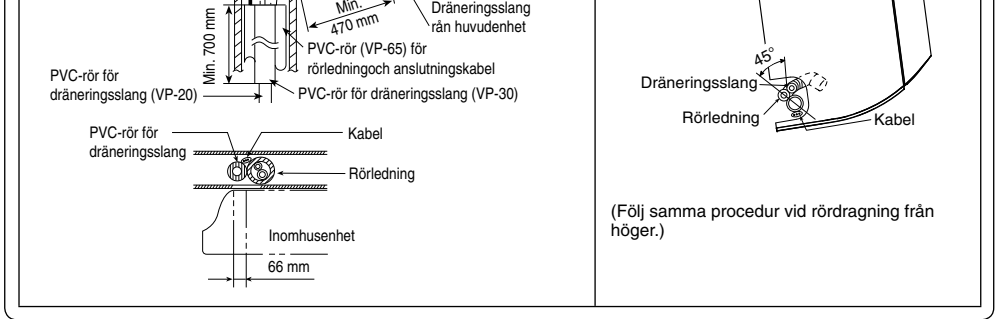 Min.
470 mm
Dräneringsslang
rån huvudenhet
Min. 700 mm
PVC-rör (VP-65) för
rörledningoch anslutningskabel
PVC-rör för
dräneringsslang (VP-20)
PVC-rör för dräneringsslang (VP-30)
PVC-rör för
dräneringsslang
Kabel
Rörledning
Inomhusenhet
66 mm
45°
Dräneringsslang
Rörledning
Kabel
(Följ samma procedur vid rördragning från
höger.)